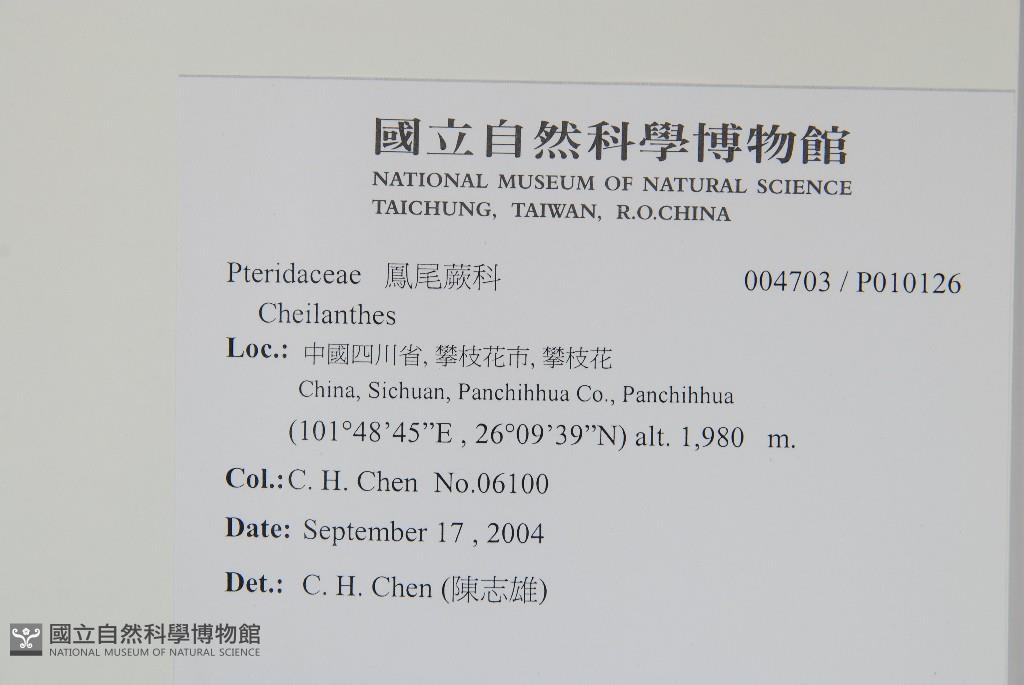 國立自然科學博物館
NATIONAL MUSEUM OF NATURAL SCIENCE
TAICHUNG, TAIWAN, R.O.CHINA
Pteridaceae 鳳尾蕨科 004703 / P010126
Cheilanthes
Loc.: 中國四川省, 攀枝花市, 攀枝花
China, Sichuan, Panchihhua Co., Panchihhua
(101°48’45”E , 26°09’39”N) alt. 1,980 m.
Col.: C. H. Chen No.06100
Date: September 17 , 2004
Det.: C. H. Chen (陳志雄)
國立自然科學博物館
NATIONAL MUSEUM OF NATURAL SCIENCE